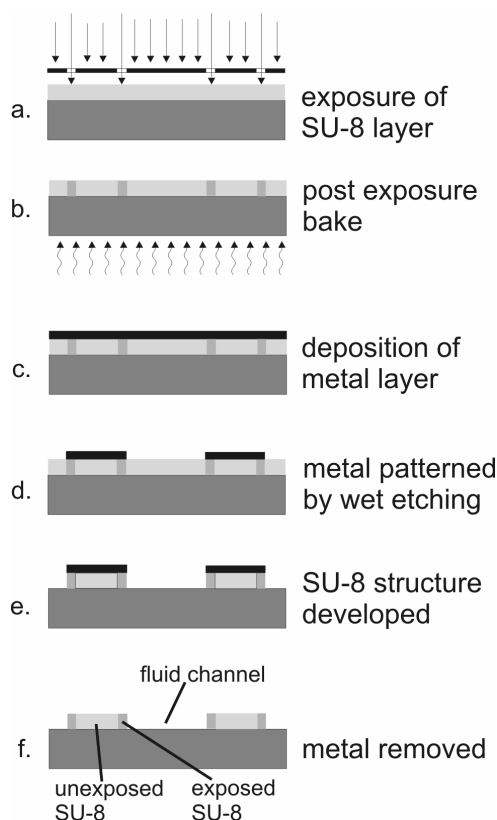 a.
exposure of
SU-8 layer
b.
post exposure
bake
c.
deposition of
metal layer
d.
metal patterned
by wet etching
e.
SU-8 structure
developed
fluid channel
f.
metal removed
unexposed
SU-8
exposed
SU-8